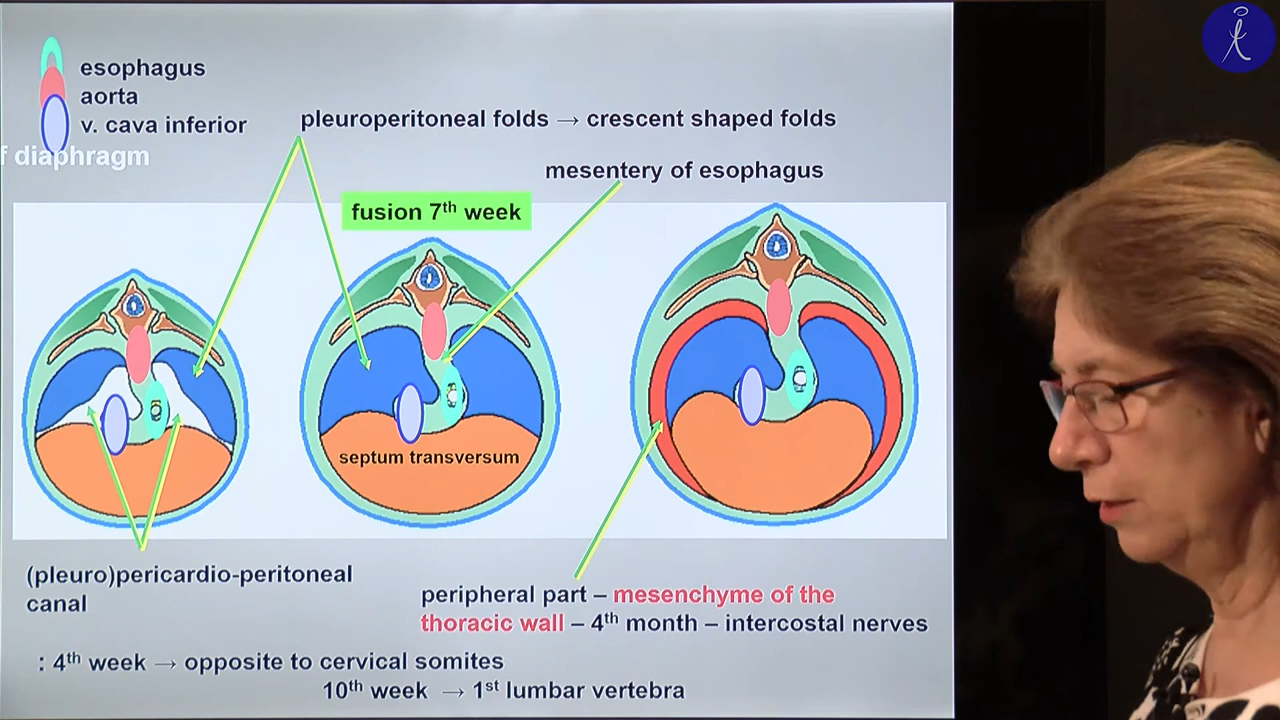 esophagus
aorta
v. cava inferior
f diaphragm
pleuroperitoneal folds → crescent shaped folds
mesentery of esophagus
fusion 7th week
septum transversum
(pleuro)pericardio-peritoneal
canal
peripheral part – mesenchyme of the
thoracic wall – 4th month – intercostal nerves
: 4th week → opposite to cervical somites
10th week → 1st lumbar vertebra